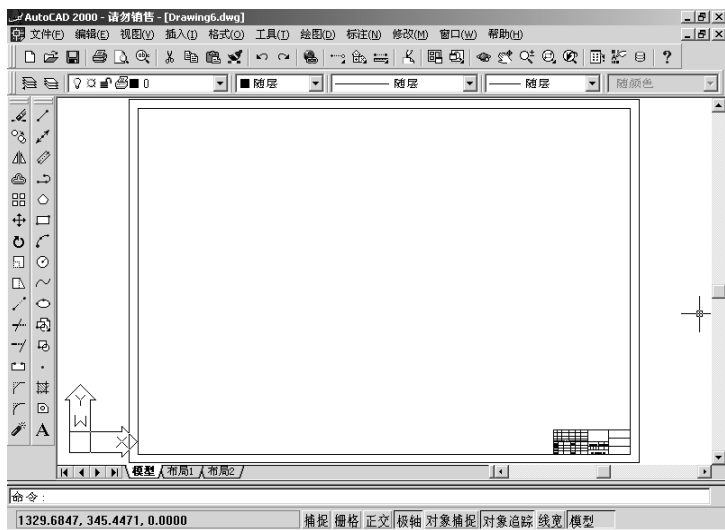 AutoCAD 2000 - 请勿销售 - [Drawing6.dwg]
文件(F) 编辑(E) 视图(V) 插入(I) 格式(O) 工具(T) 绘图(D) 标注(N) 修改(M) 窗口(W) 帮助(H)
0 随层 随层 随层 随颜色
A
Y
W
X
模型 布局1 布局2
命令:
1329.6847, 345.4471, 0.0000 捕捉 栅格 正交 极轴 对象捕捉 对象追踪 线宽 模型